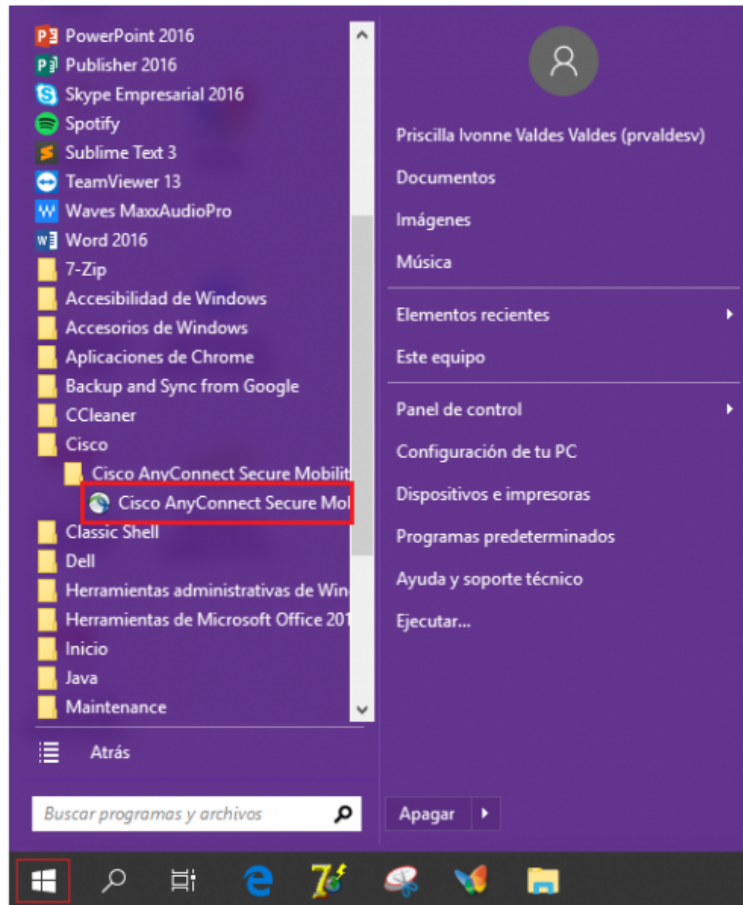 PowerPoint 2016
Publisher 2016
Skype Empresarial 2016
Spotify
Sublime Text 3
TeamViewer 13
Waves MaxxAudioPro
Word 2016
7-Zip
Accesibilidad de Windows
Accesorios de Windows
Aplicaciones de Chrome
Backup and Sync from Google
CCleaner
Cisco
Cisco AnyConnect Secure Mobilit
Cisco AnyConnect Secure Mol
Classic Shell
Dell
Herramientas administrativas de Win
Herramientas de Microsoft Office 201
Inicio
Java
Maintenance
Atrás
Buscar programas y archivos
Priscilla Ivonne Valdes Valdes (prvaldesv)
Documentos
Imágenes
Música
Elementos recientes
Este equipo
Panel de control
Configuración de tu PC
Dispositivos e impresoras
Programas predeterminados
Ayuda y soporte técnico
Ejecutar...
Apagar